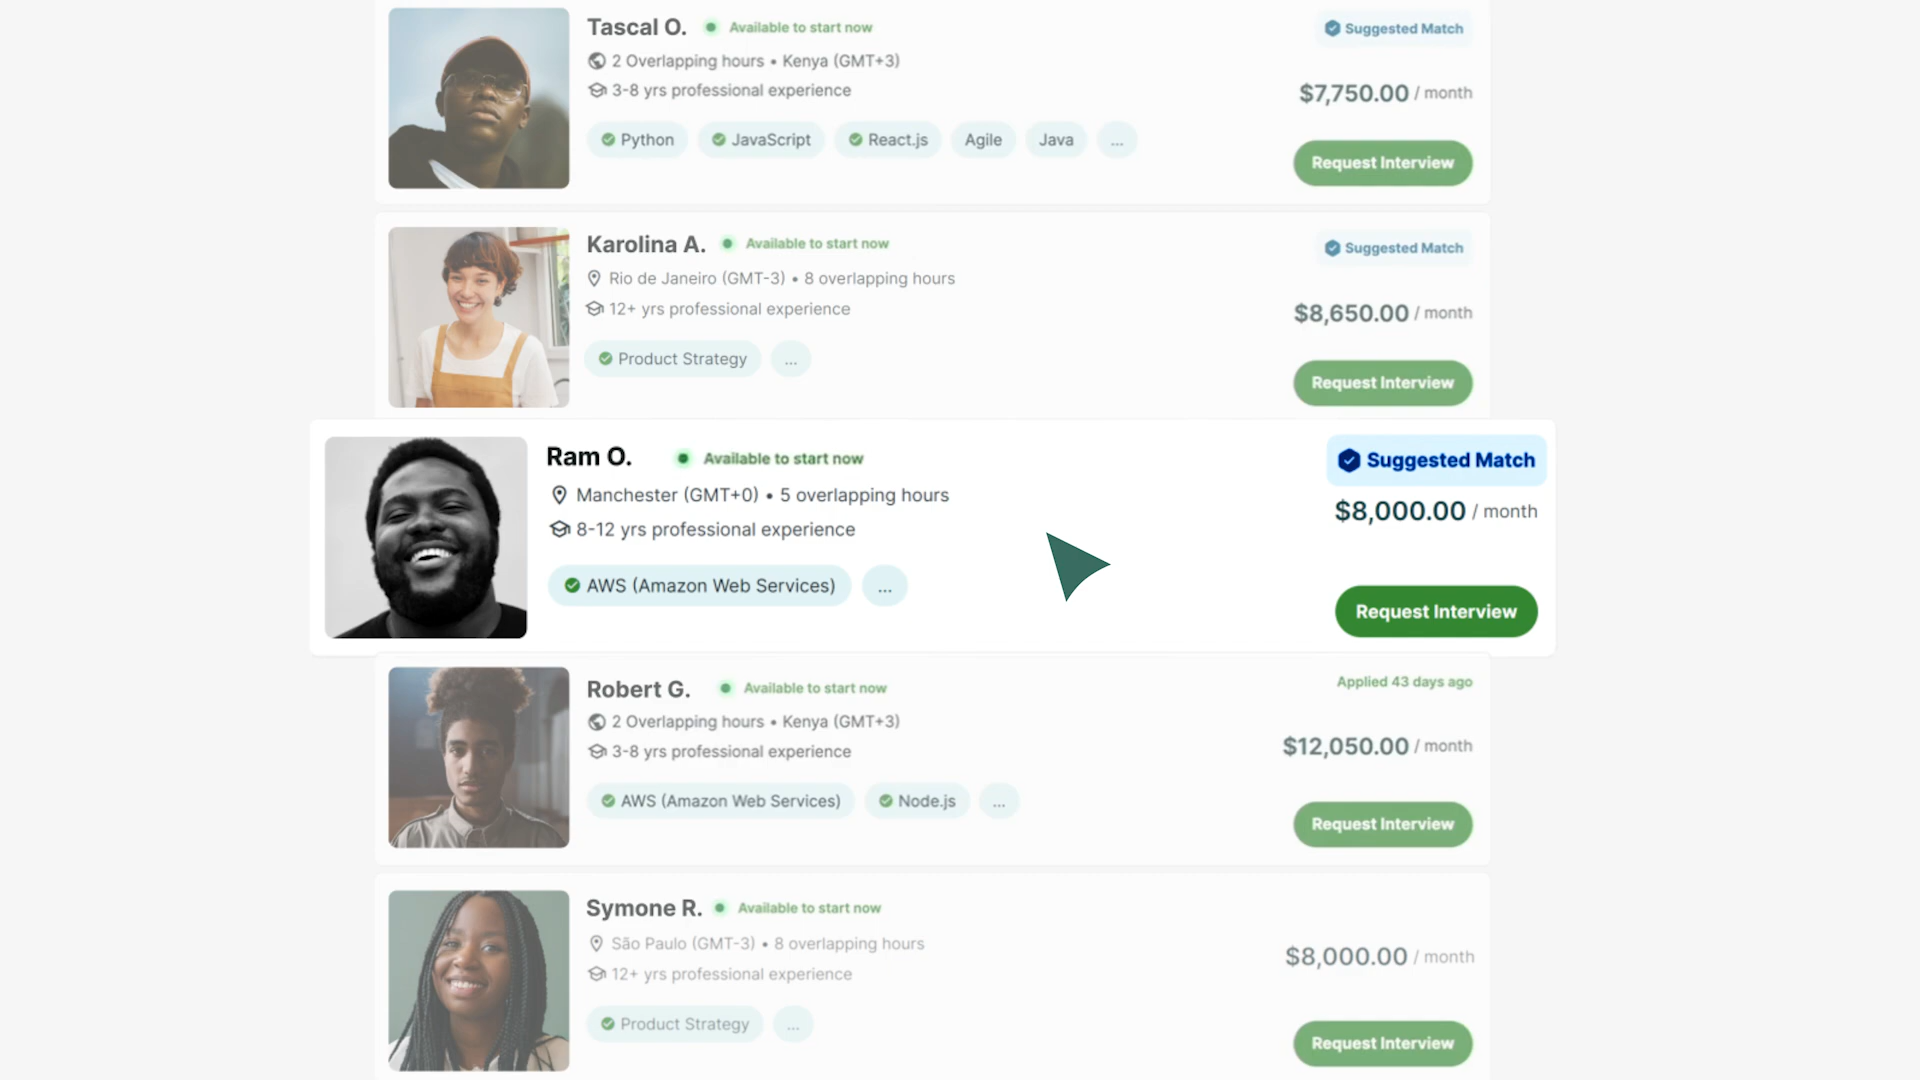 Tascal O. Available to start now Suggested Match
2 Overlapping hours • Kenya (GMT+3)
3-8 yrs professional experience $7,750.00 / month
Python JavaScript React.js Agile Java ...
Request Interview
Karolina A. Available to start now Suggested Match
Rio de Janeiro (GMT-3) • 8 overlapping hours
12+ yrs professional experience $8,650.00 / month
Product Strategy ...
Request Interview
Ram O. Available to start now Suggested Match
Manchester (GMT+0) • 5 overlapping hours $8,000.00 / month
8-12 yrs professional experience
AWS (Amazon Web Services) ...
Request Interview
Robert G. Available to start now Applied 43 days ago
2 Overlapping hours • Kenya (GMT+3)
3-8 yrs professional experience $12,050.00 / month
AWS (Amazon Web Services) Node.js ...
Request Interview
Symone R. Available to start now
São Paulo (GMT-3) • 8 overlapping hours $8,000.00 / month
12+ yrs professional experience
Product Strategy ...
Request Interview